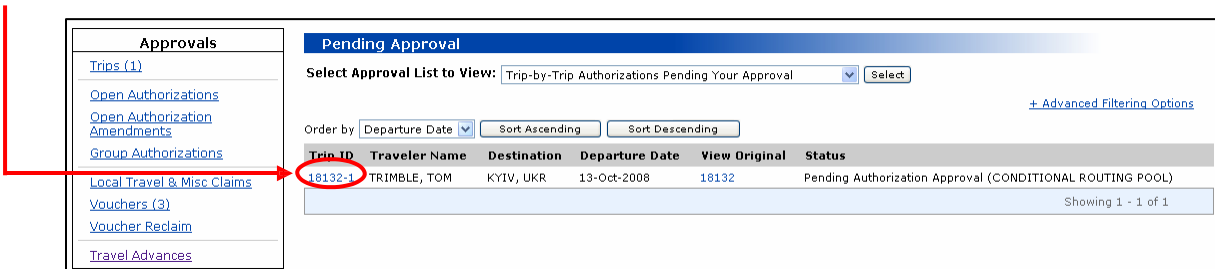 Approvals
Trips (1)
Open Authorizations
Open Authorization
Amendments
Group Authorizations
Local Travel & Misc Claims
Vouchers (3)
Voucher Reclaim
Travel Advances
Pending Approval
Select Approval List to View: Trip-by-Trip Authorizations Pending Your Approval Select
+ Advanced Filtering Options
Order by Departure Date Sort Ascending Sort Descending
Trip ID Traveler Name Destination Departure Date View Original Status
18132-1 TRIMBLE, TOM KYIV, UKR 13-Oct-2008 18132 Pending Authorization Approval (CONDITIONAL ROUTING POOL)
Showing 1 - 1 of 1